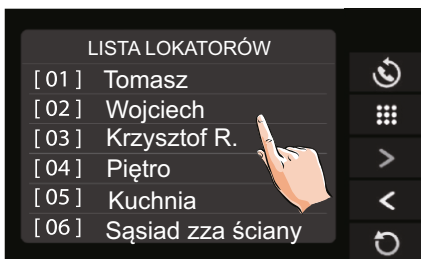 LISTA LOKATORÓW
[01] Tomasz
[02] Wojciech
[03] Krzysztof R.
[04] Piętro
[05] Kuchnia
[06] Sąsiad zza ściany